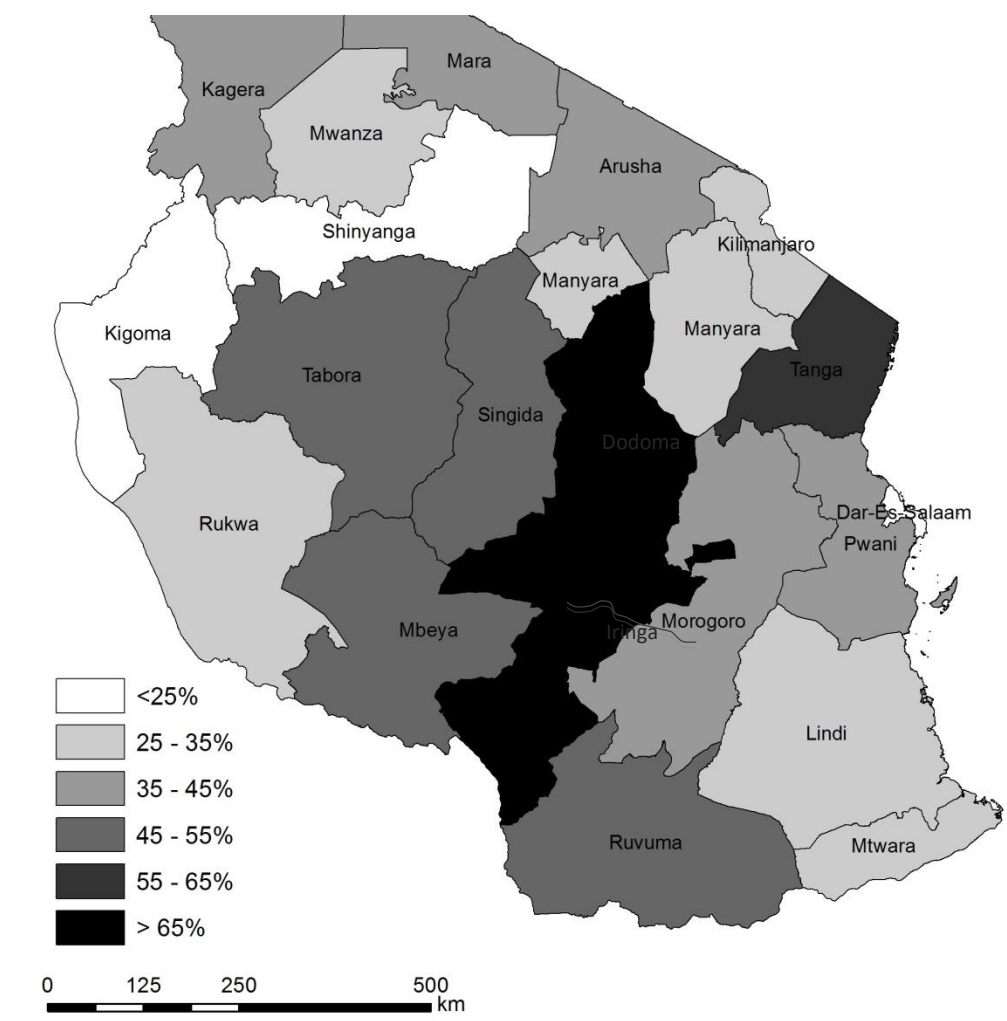 Mara
Kagera
Mwanza
Arusha
Shinyanga
Kilimanjaro
Manyara
Manyara
Kigoma
Tabora
Tanga
Singida
Dodoma
Dar-Es-Salaam
Rukwa
Pwani
Mbeya
Iringa
Morogoro
Lindi
Ruvuma
Mtwara
<25%
25 - 35%
35 - 45%
45 - 55%
55 - 65%
> 65%
0 125 250 500
km